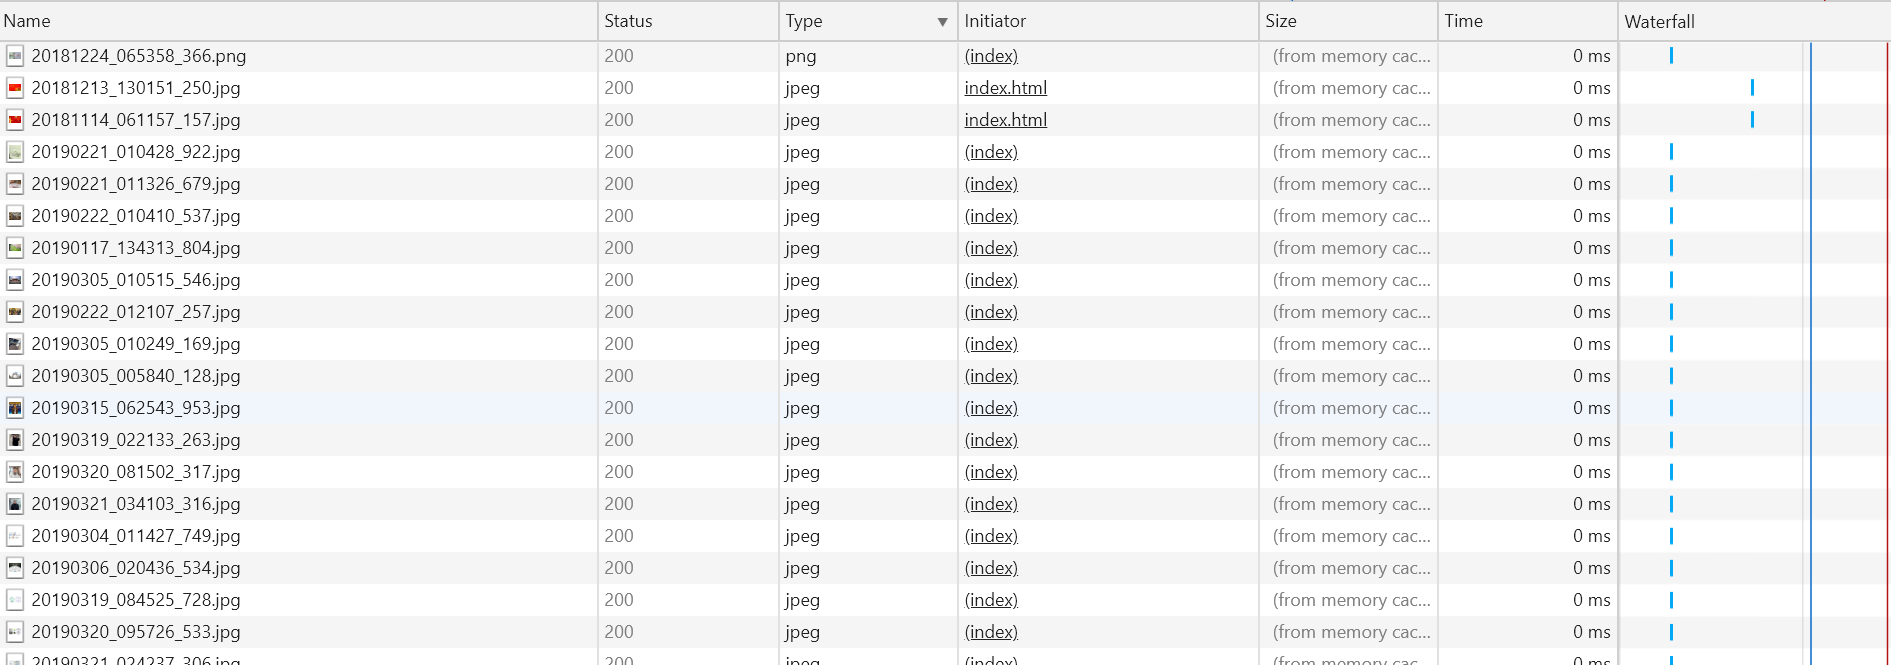 Name Status Type ▼ Initiator Size Time Waterfall
20181224_065358_366.png 200 png (index) (from memory cac... 0 ms
20181213_130151_250.jpg 200 jpeg index.html (from memory cac... 0 ms
20181114_061157_157.jpg 200 jpeg index.html (from memory cac... 0 ms
20190221_010428_922.jpg 200 jpeg (index) (from memory cac... 0 ms
20190221_011326_679.jpg 200 jpeg (index) (from memory cac... 0 ms
20190222_010410_537.jpg 200 jpeg (index) (from memory cac... 0 ms
20190117_134313_804.jpg 200 jpeg (index) (from memory cac... 0 ms
20190305_010515_546.jpg 200 jpeg (index) (from memory cac... 0 ms
20190222_012107_257.jpg 200 jpeg (index) (from memory cac... 0 ms
20190305_010249_169.jpg 200 jpeg (index) (from memory cac... 0 ms
20190305_005840_128.jpg 200 jpeg (index) (from memory cac... 0 ms
20190315_062543_953.jpg 200 jpeg (index) (from memory cac... 0 ms
20190319_022133_263.jpg 200 jpeg (index) (from memory cac... 0 ms
20190320_081502_317.jpg 200 jpeg (index) (from memory cac... 0 ms
20190321_034103_316.jpg 200 jpeg (index) (from memory cac... 0 ms
20190304_011427_749.jpg 200 jpeg (index) (from memory cac... 0 ms
20190306_020436_534.jpg 200 jpeg (index) (from memory cac... 0 ms
20190319_084525_728.jpg 200 jpeg (index) (from memory cac... 0 ms
20190320_095726_533.jpg 200 jpeg (index) (from memory cac... 0 ms
200 (index) (from memory cac... 0 ms